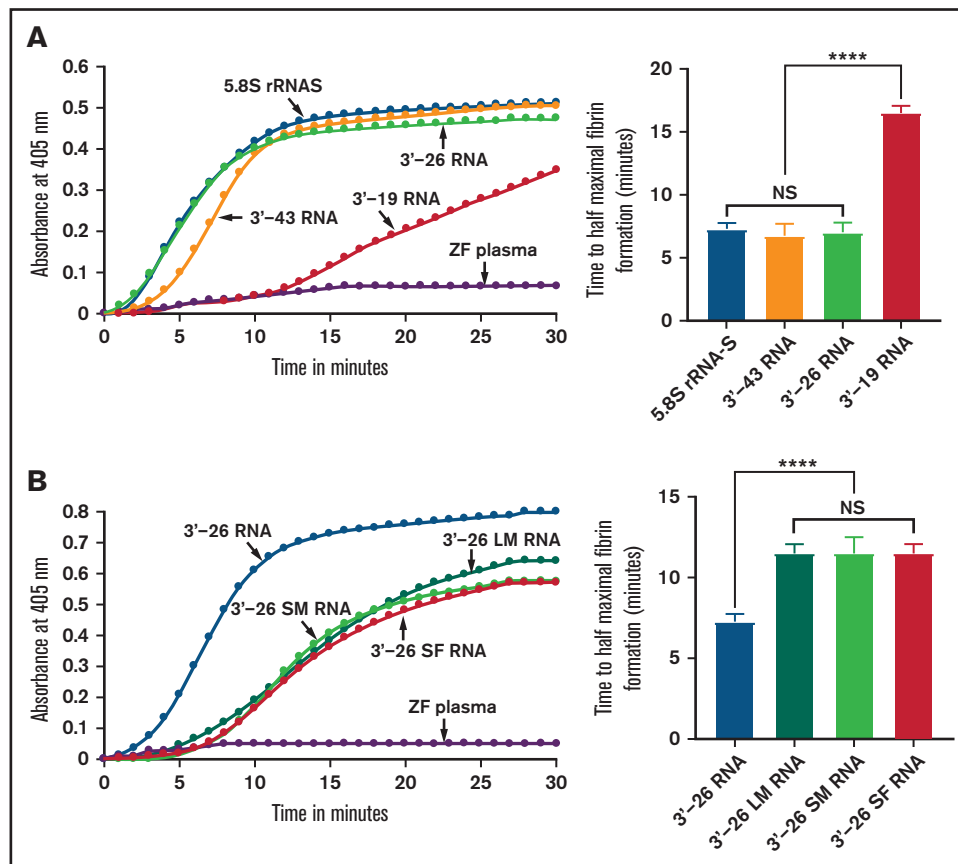 A
Absorbance at 405 nm
0.6
0.5
0.4
0.3
0.2
0.1
0
5.8S rRNAS
3'–26 RNA
3'–43 RNA
3'–19 RNA
ZF plasma
0 5 10 15 20 25 30
Time in minutes
Time to half maximal fibrin
formation (minutes)
20
15
10
5
0
****
NS
5.8S rRNA-S
3'–43 RNA
3'–26 RNA
3'–19 RNA
B
Absorbance at 405 nm
0.8
0.7
0.6
0.5
0.4
0.3
0.2
0.1
0
3'–26 RNA
3'–26 LM RNA
3'–26 SM RNA
3'–26 SF RNA
ZF plasma
0 5 10 15 20 25 30
Time in minutes
Time to half maximal fibrin
formation (minutes)
15
10
5
0
****
NS
3'–26 RNA
3'–26 LM RNA
3'–26 SM RNA
3'–26 SF RNA